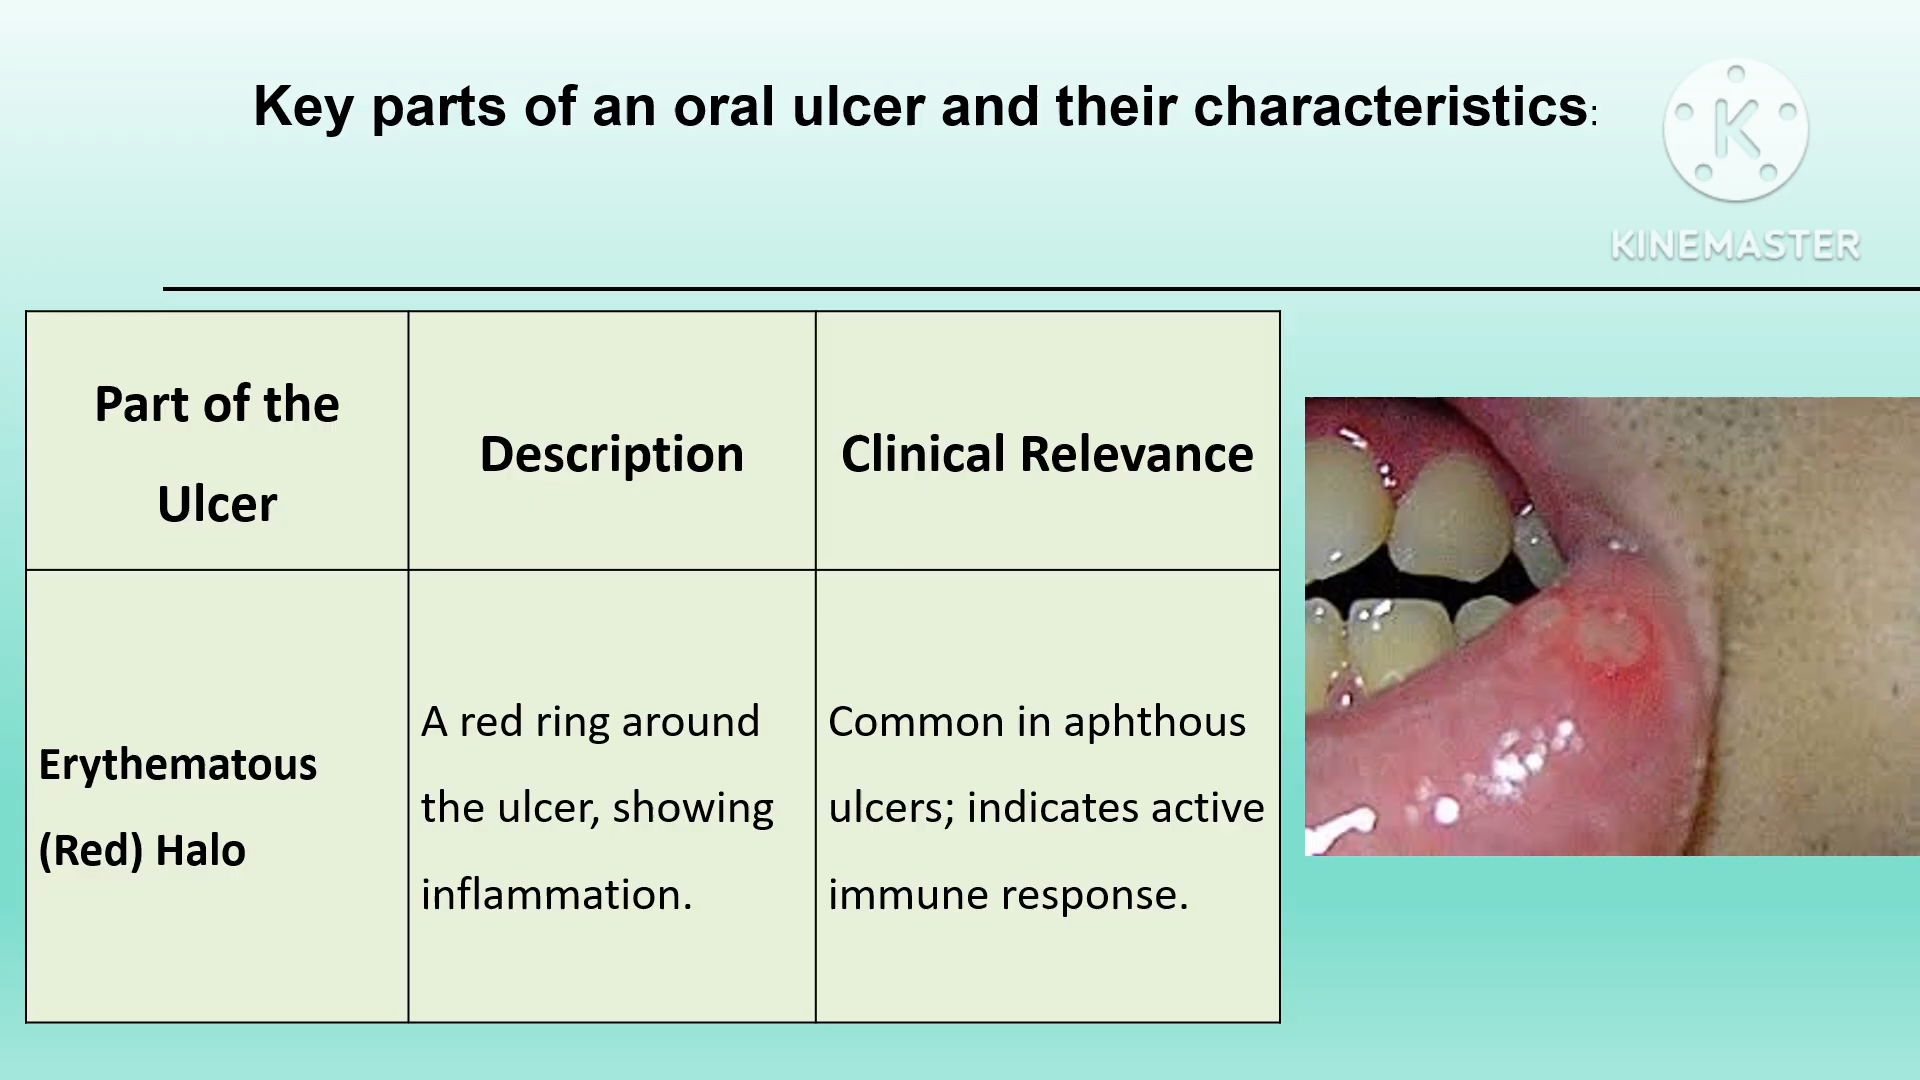 Key parts of an oral ulcer and their characteristics:
K
KINEMASTER
Part of the
Ulcer
Description
Clinical Relevance
Erythematous
(Red) Halo
A red ring around
the ulcer, showing
inflammation.
Common in aphthous
ulcers; indicates active
immune response.